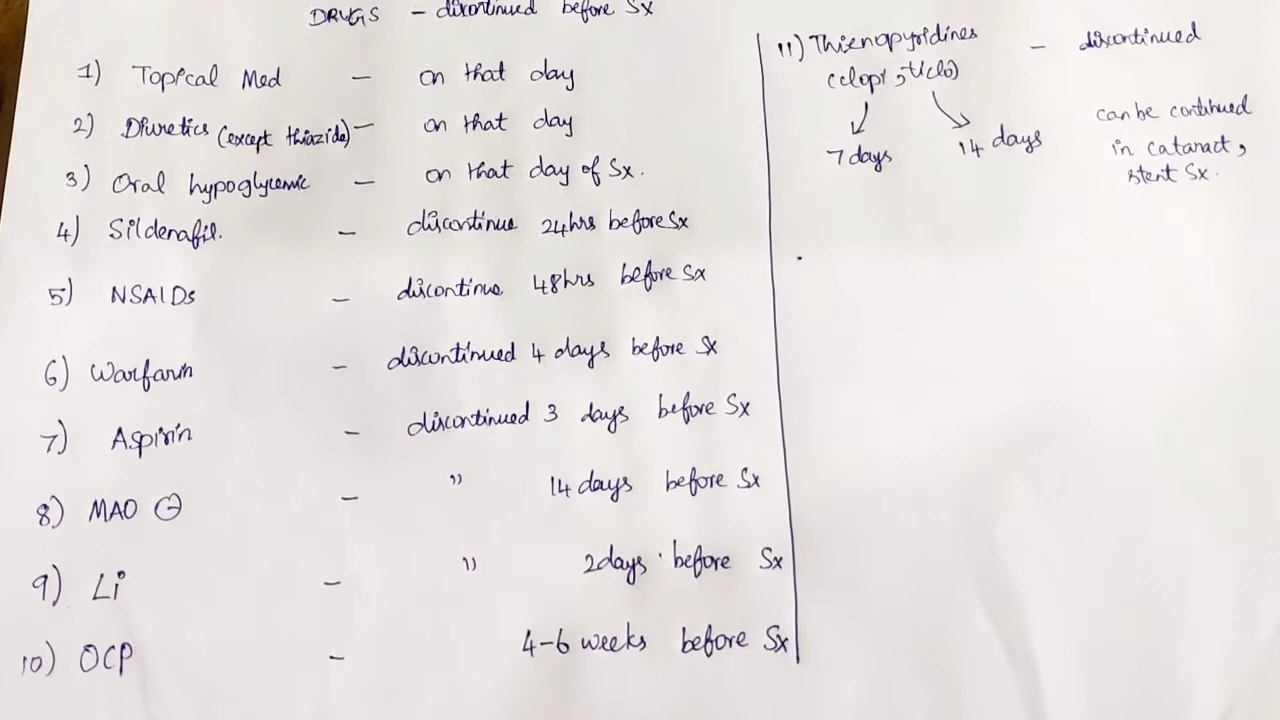 DRUGS - discontinued before Sx
1) Topical Med - on that day
2) Diuretics (except thiazide) - on that day
3) Oral hypoglycemic - on that day of Sx.
4) Sildenafil. - discontinue 24hrs before Sx
5) NSAIDs - discontinue 48hrs before Sx
6) Warfarin - discontinued 4 days before Sx
7) Aspirin - discontinued 3 days before Sx
8) MAO ⊖ - " 14 days before Sx
9) Li - " 2days before Sx
10) OCP - 4-6 weeks before Sx
11) Thienopyridines - discontinued
(clopi, Ticlo)
↓ ↘
7 days 14 days
can be continued
in cataract,
stent Sx.